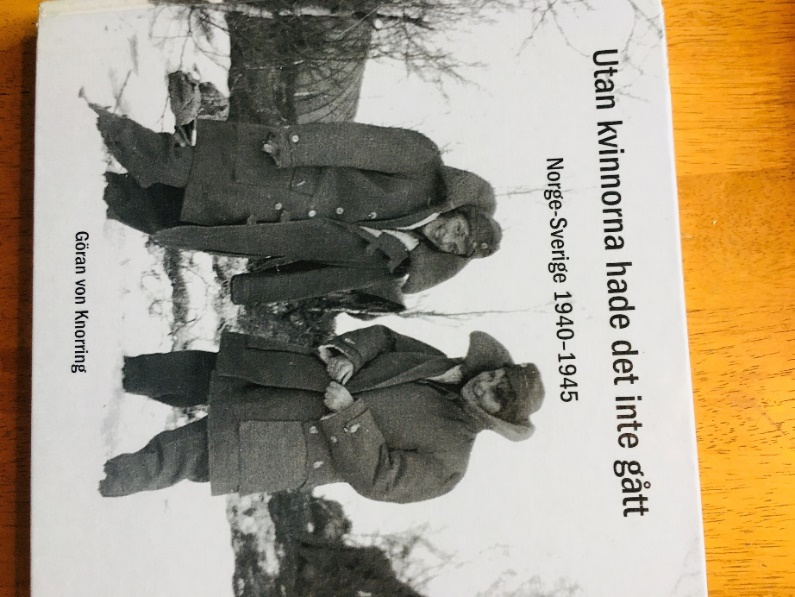 Utan kvinnorna hade det inte gått
Norge-Sverige 1940–1945
Göran von Knorring